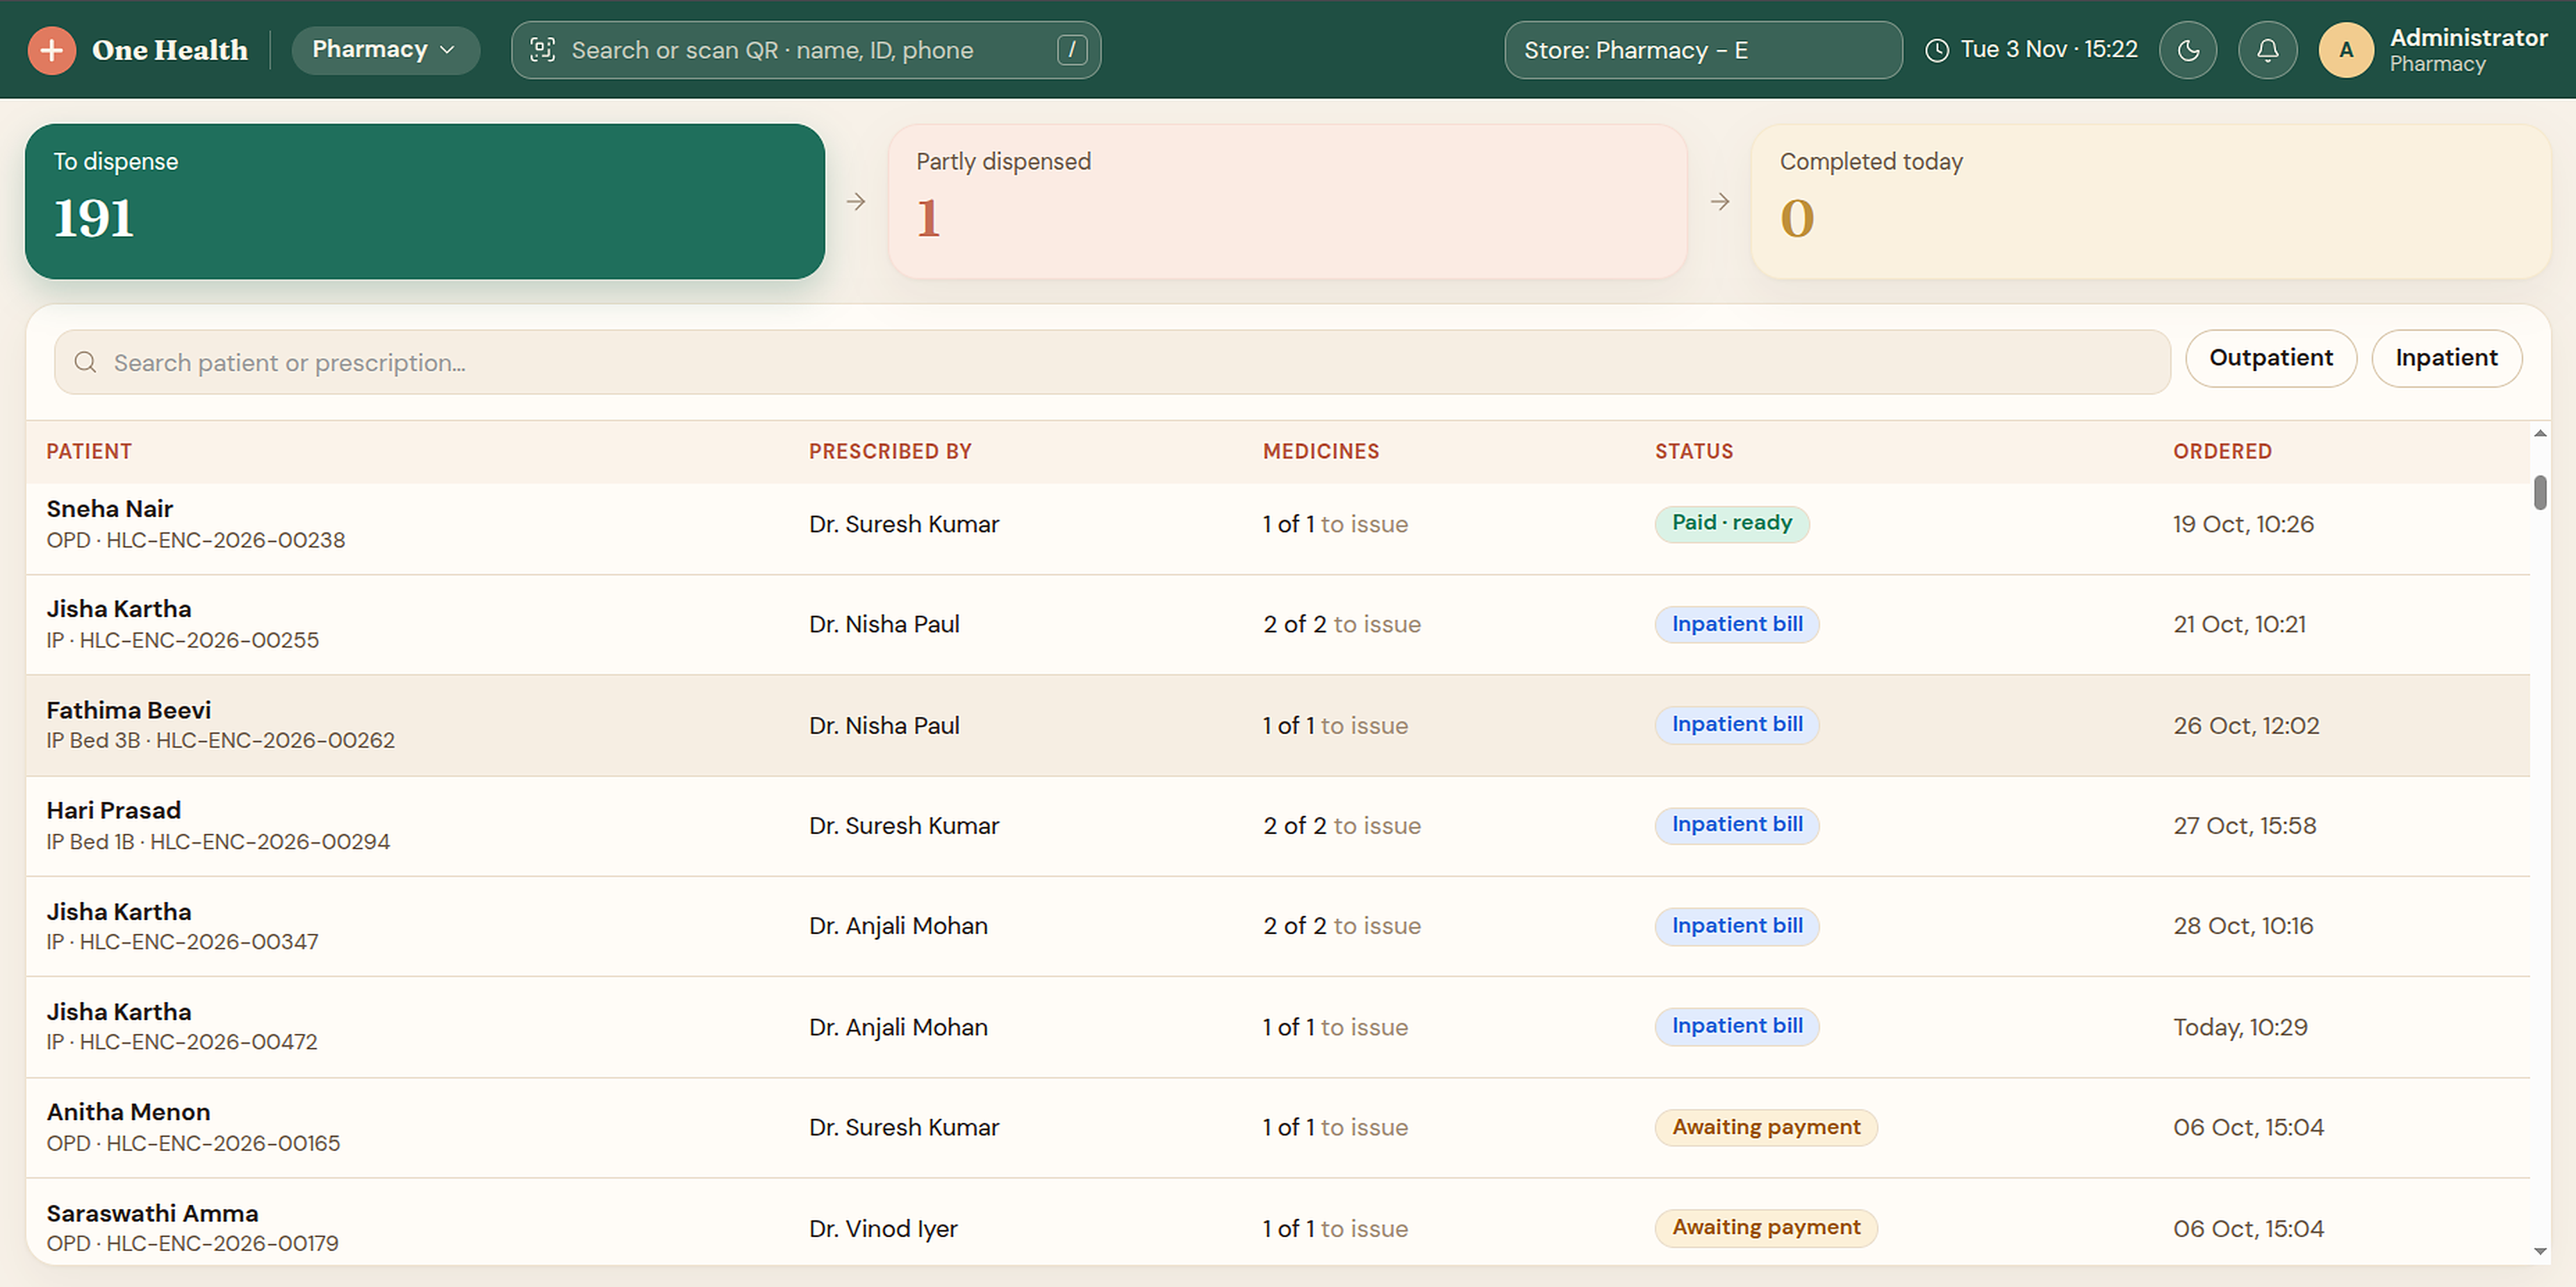 One Health
Pharmacy
Search or scan QR · name, ID, phone
/
Store: Pharmacy - E
Tue 3 Nov · 15:22
A
Administrator
Pharmacy
To dispense
191
Partly dispensed
1
Completed today
0
Search patient or prescription...
Outpatient
Inpatient
PATIENT PRESCRIBED BY MEDICINES STATUS ORDERED
Sneha Nair
OPD · HLC-ENC-2026-00238
Dr. Suresh Kumar
1 of 1 to issue
Paid · ready
19 Oct, 10:26
Jisha Kartha
IP · HLC-ENC-2026-00255
Dr. Nisha Paul
2 of 2 to issue
Inpatient bill
21 Oct, 10:21
Fathima Beevi
IP Bed 3B · HLC-ENC-2026-00262
Dr. Nisha Paul
1 of 1 to issue
Inpatient bill
26 Oct, 12:02
Hari Prasad
IP Bed 1B · HLC-ENC-2026-00294
Dr. Suresh Kumar
2 of 2 to issue
Inpatient bill
27 Oct, 15:58
Jisha Kartha
IP · HLC-ENC-2026-00347
Dr. Anjali Mohan
2 of 2 to issue
Inpatient bill
28 Oct, 10:16
Jisha Kartha
IP · HLC-ENC-2026-00472
Dr. Anjali Mohan
1 of 1 to issue
Inpatient bill
Today, 10:29
Anitha Menon
OPD · HLC-ENC-2026-00165
Dr. Suresh Kumar
1 of 1 to issue
Awaiting payment
06 Oct, 15:04
Saraswathi Amma
OPD · HLC-ENC-2026-00179
Dr. Vinod Iyer
1 of 1 to issue
Awaiting payment
06 Oct, 15:04